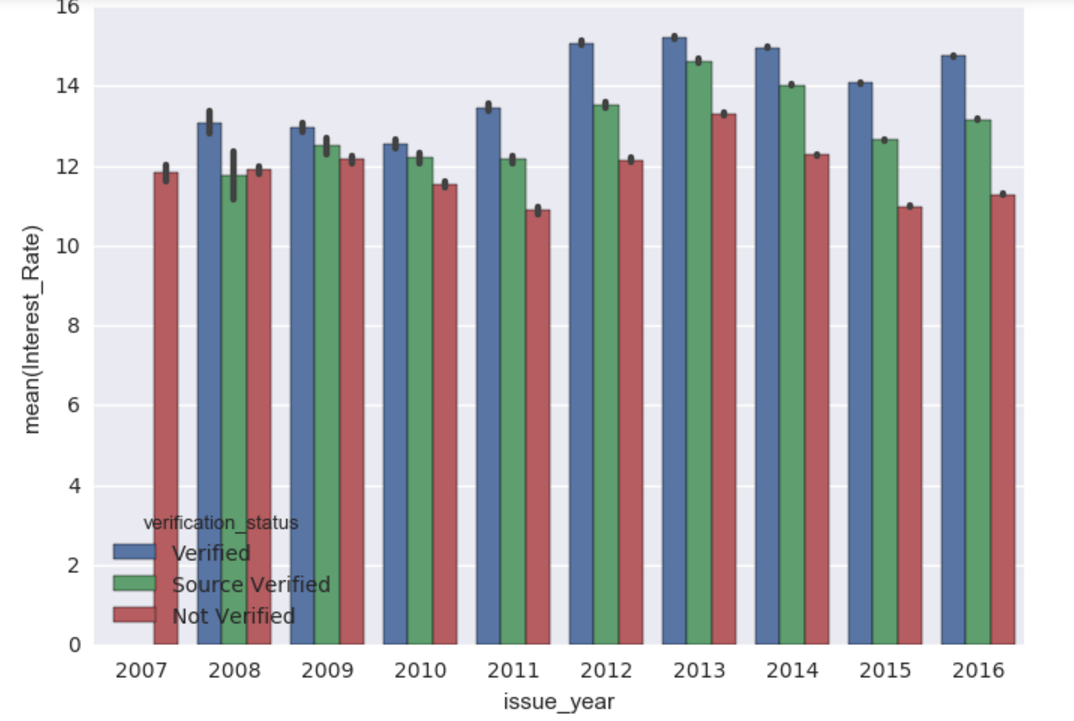 16
14
12
10
8
6
4
2
0
mean(Interest_Rate)
verification_status
Verified
Source Verified
Not Verified
2007 2008 2009 2010 2011 2012 2013 2014 2015 2016
issue_year